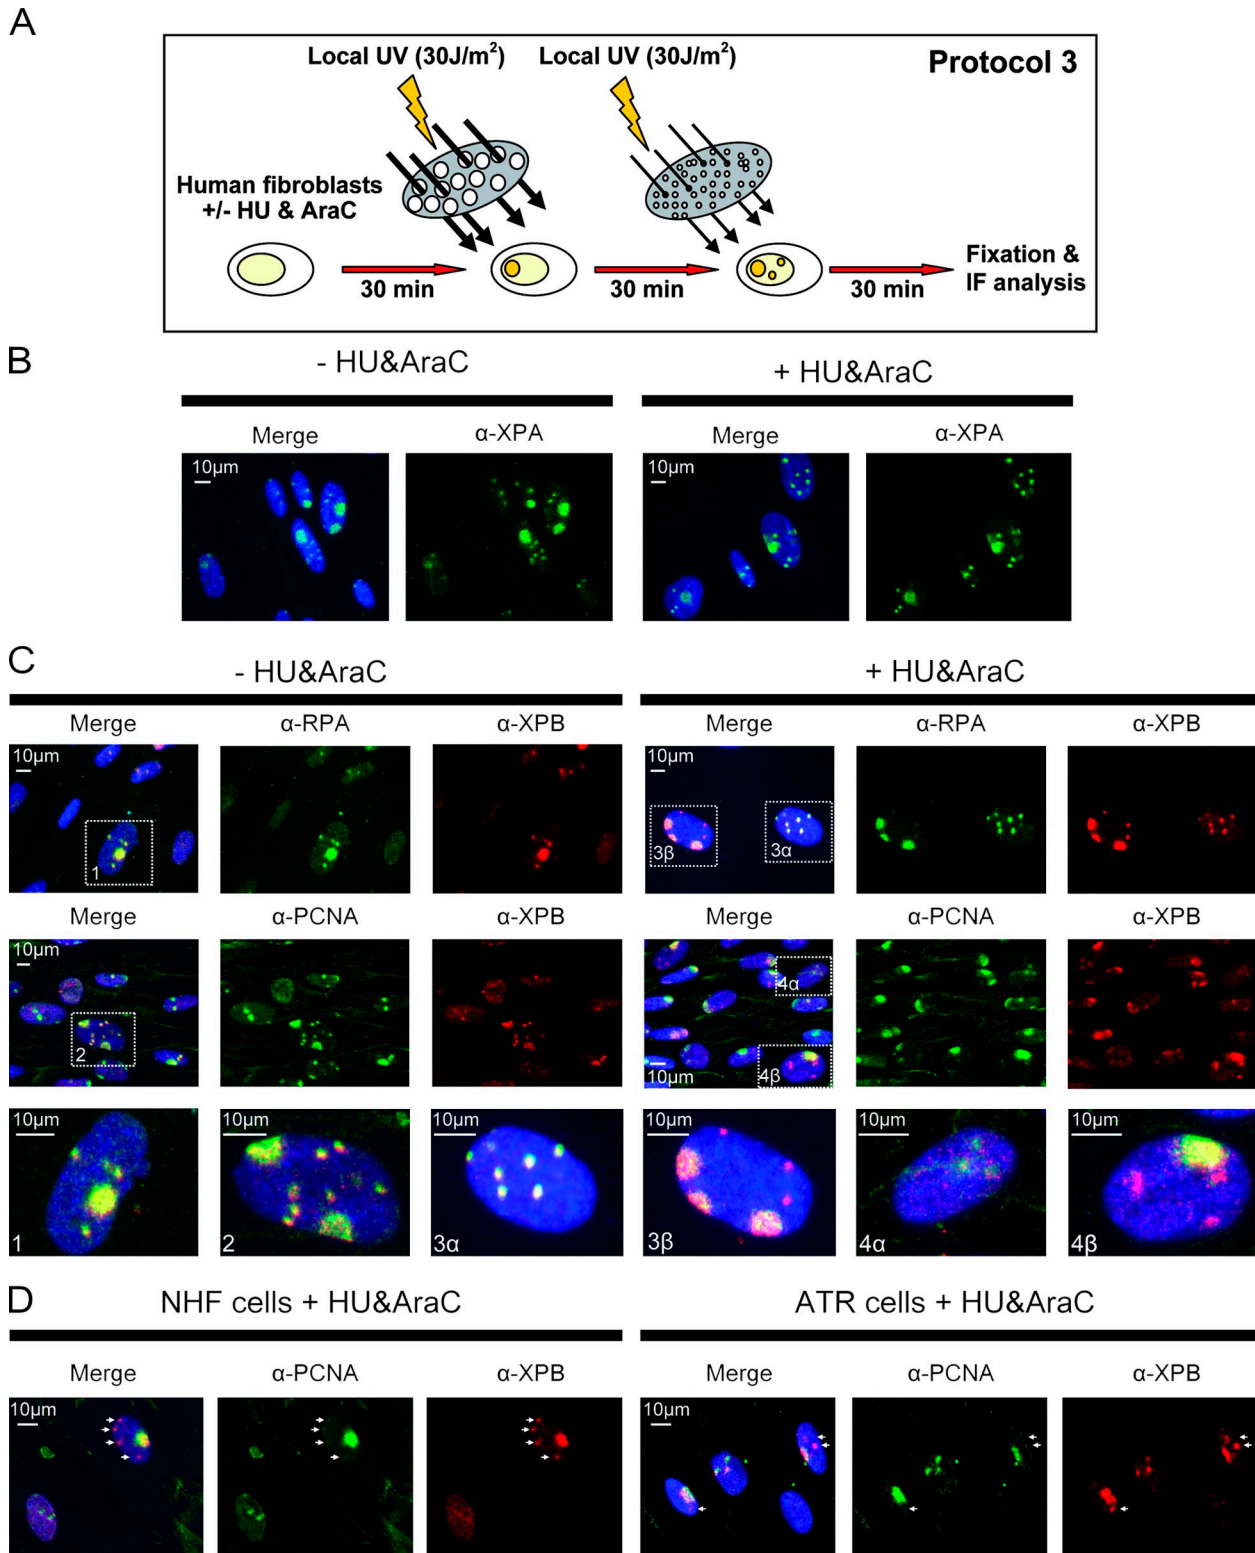 A
Local UV (30J/m²) Local UV (30J/m²)
Protocol 3
Human fibroblasts
+/- HU & AraC
30 min 30 min 30 min
Fixation &
IF analysis
B
- HU&AraC + HU&AraC
Merge α-XPA Merge α-XPA
10µm 10µm
C
- HU&AraC + HU&AraC
Merge α-RPA α-XPB Merge α-RPA α-XPB
10µm 10µm
1 3β 3α
Merge α-PCNA α-XPB Merge α-PCNA α-XPB
10µm
4α
2
4β
10µm
10µm 10µm 10µm 10µm 10µm 10µm
1 2 3α 3β 4α 4β
D
NHF cells + HU&AraC ATR cells + HU&AraC
Merge α-PCNA α-XPB Merge α-PCNA α-XPB
10µm 10µm